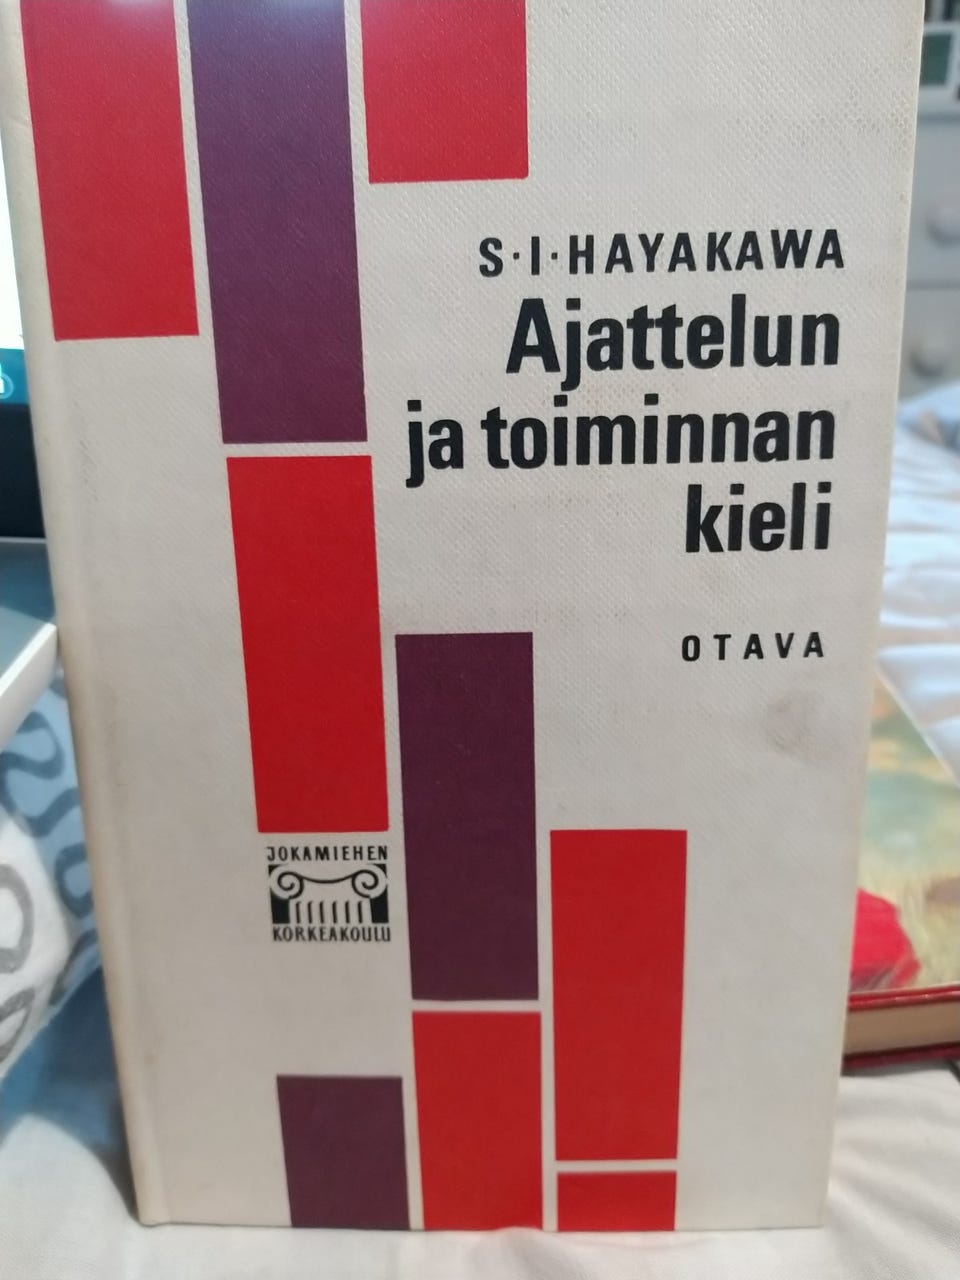 S·I·HAYAKAWA
Ajattelun
ja toiminnan
kieli
OTAVA
JOKAMIEHEN
KORKEAKOULU